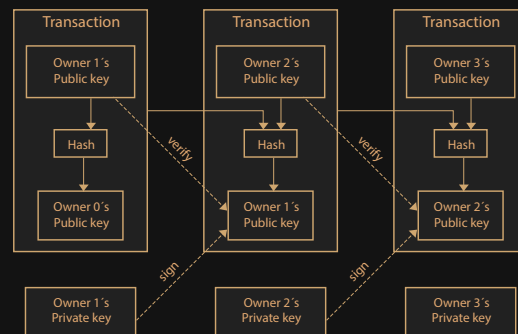 Transaction
Transaction
Transaction
Owner 1´s
Public key
Owner 2´s
Public key
Owner 3´s
Public key
Hash
Hash
Hash
verify
verify
Owner 0´s
Public key
Owner 1´s
Public key
Owner 2´s
Public key
sign
sign
Owner 1´s
Private key
Owner 2´s
Private key
Owner 3´s
Private key